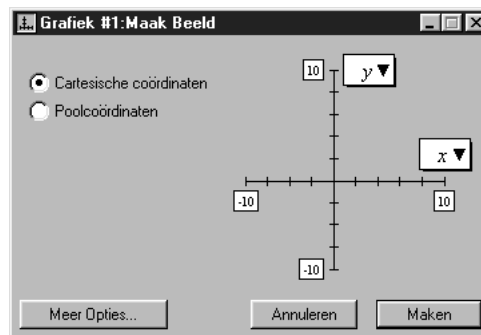 Grafiek #1:Maak Beeld
Cartesische coördinaten
Poolcoördinaten
10
y
x
-10
10
-10
Meer Opties...
Annuleren
Maken